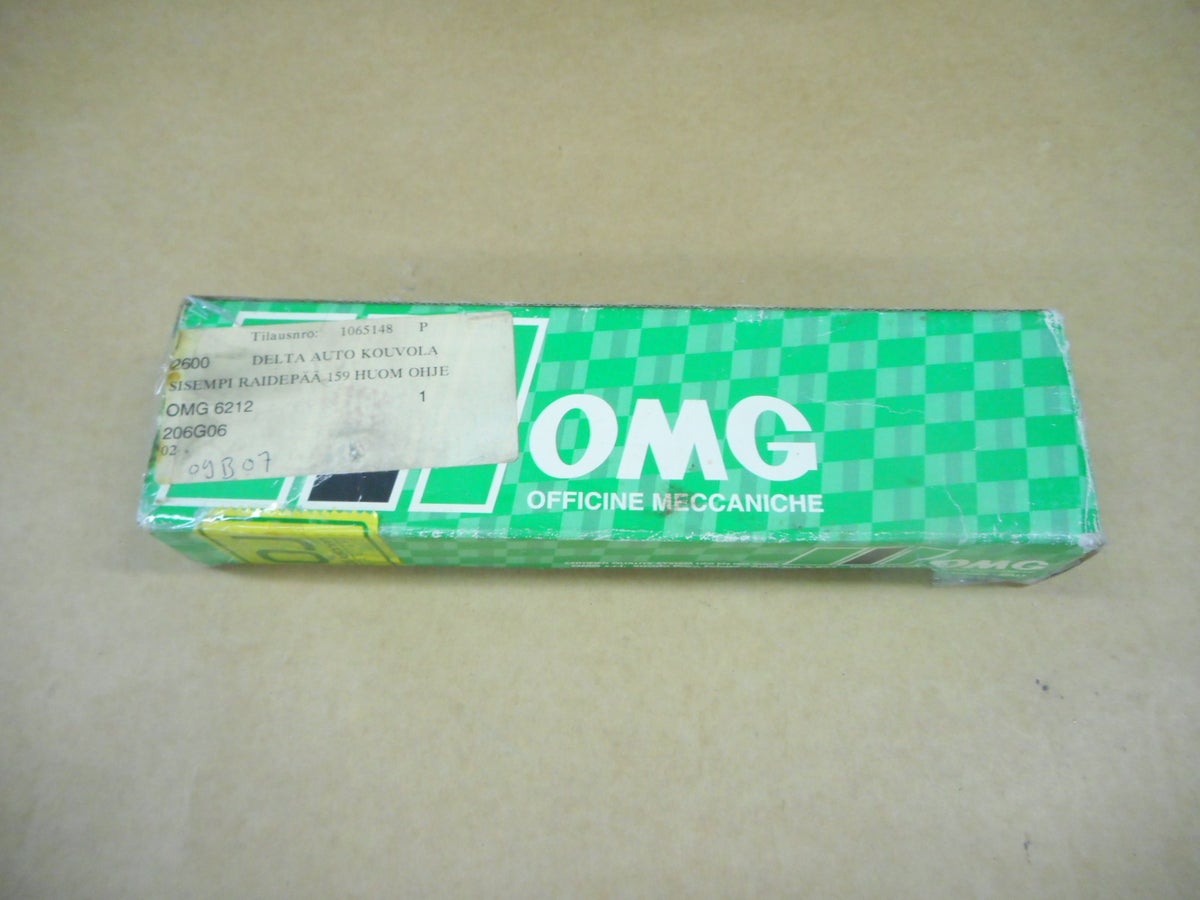 Tilausnro: 1065148 P
2600 DELTA AUTO KOUVOLA
SISEMPI RAIDEPÄÄ 159 HUOM OHJE
OMG 6212 1
206G06
02
09B07
OMG
OFFICINE MECCANICHE
OMG